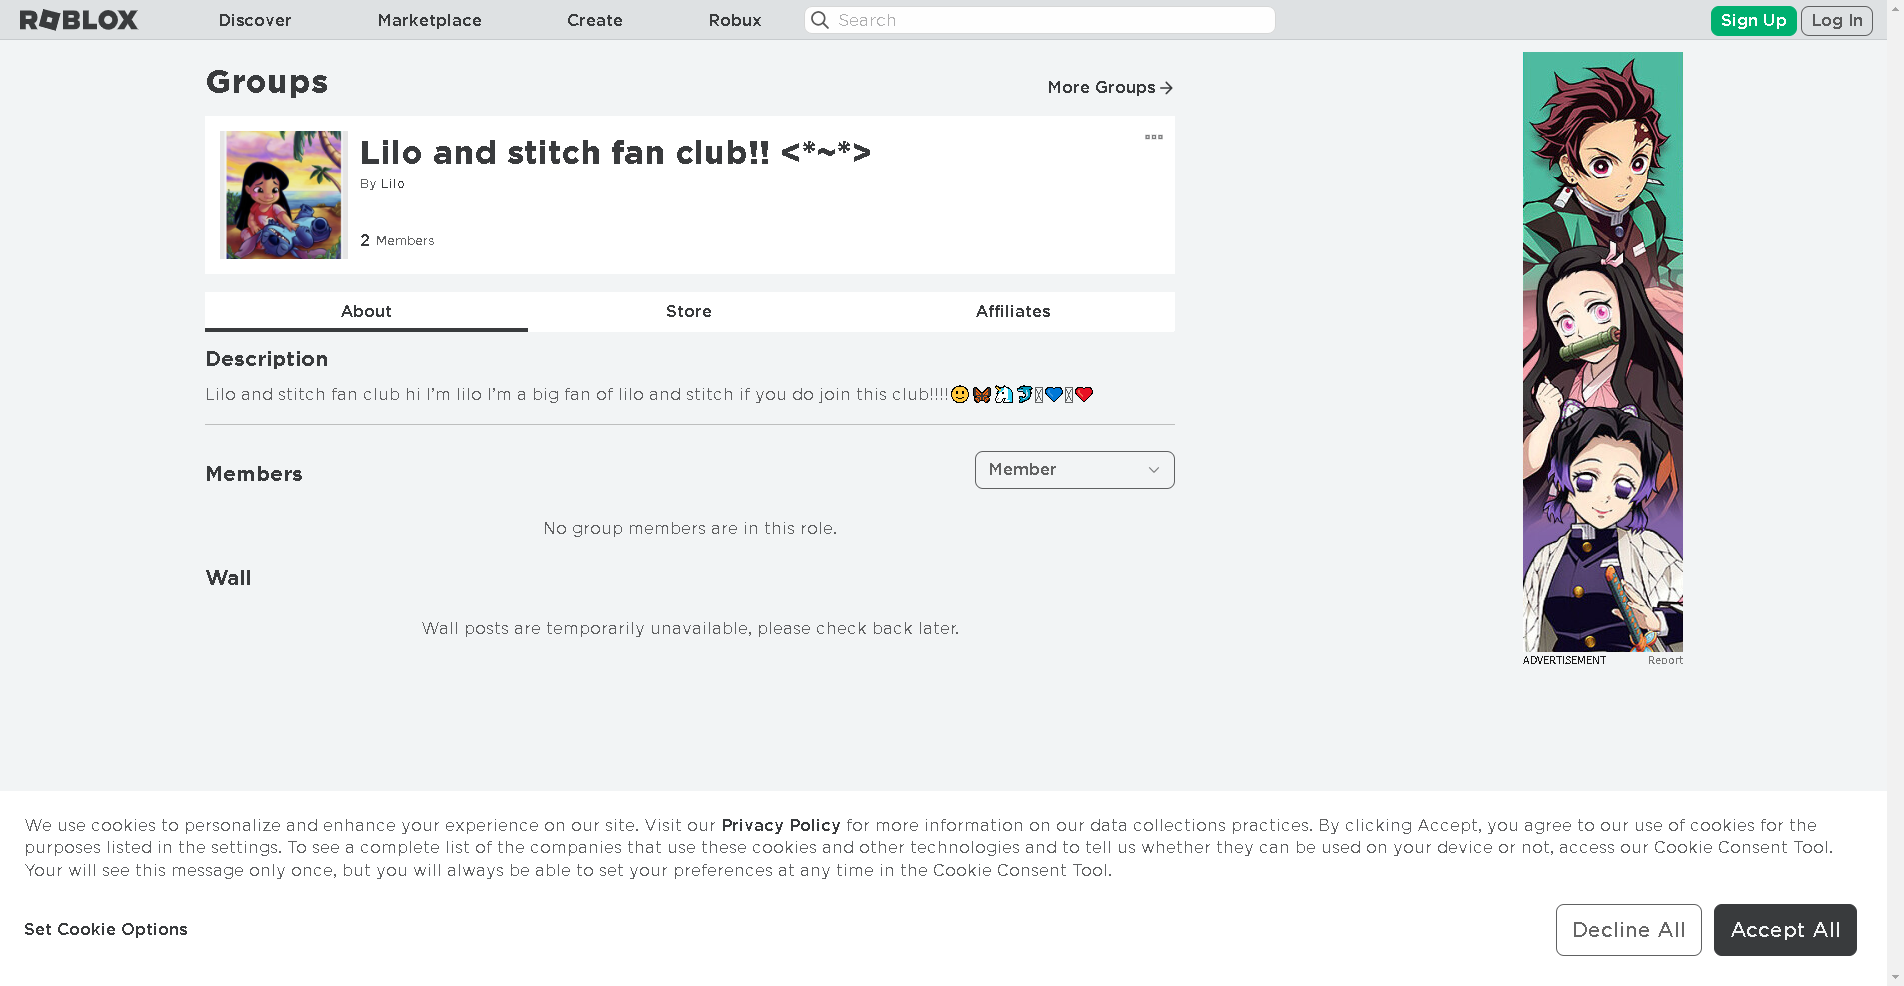 ROBLOX Discover Marketplace Create Robux Search Sign Up Log In
Groups
More Groups
Lilo and stitch fan club!! <*~*>
By Lilo
2 Members
About Store Affiliates
Description
Lilo and stitch fan club hi I’m lilo I’m a big fan of lilo and stitch if you do join this club!!!!
Members
Member
No group members are in this role.
Wall
Wall posts are temporarily unavailable, please check back later.
ADVERTISEMENT Report
We use cookies to personalize and enhance your experience on our site. Visit our Privacy Policy for more information on our data collections practices. By clicking Accept, you agree to our use of cookies for the
purposes listed in the settings. To see a complete list of the companies that use these cookies and other technologies and to tell us whether they can be used on your device or not, access our Cookie Consent Tool.
Your will see this message only once, but you will always be able to set your preferences at any time in the Cookie Consent Tool.
Set Cookie Options
Decline All
Accept All